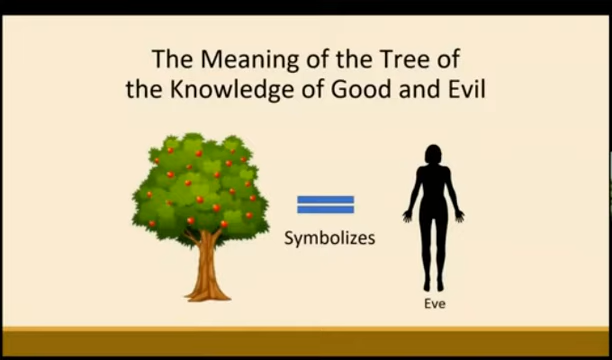 The Meaning of the Tree of
the Knowledge of Good and Evil
Symbolizes
Eve